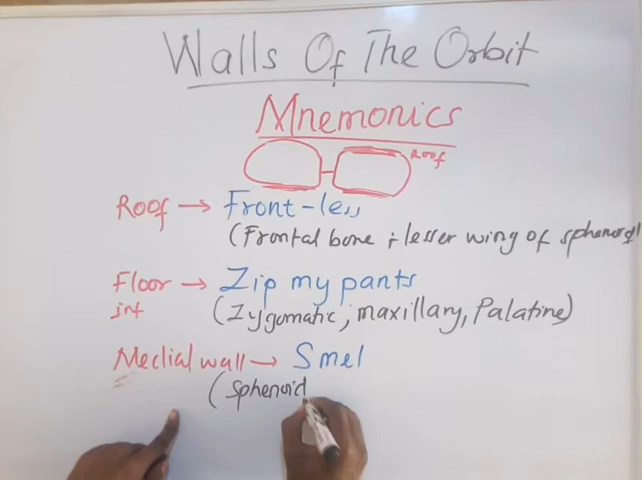 Walls Of The Orbit
Mnemonics
Roof
Roof → Front-less
(Frontal bone + lesser wing of sphenoid)
Floor → Zip my pants
inf (Zygomatic, maxillary, Palatine)
Medial wall → Smel
(Sphenoid